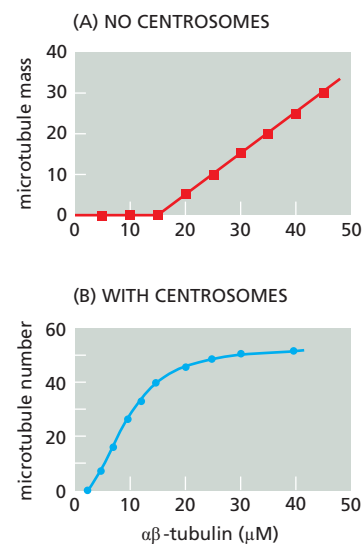 (A) NO CENTROSOMES
microtubule mass
40
30
20
10
0
0 10 20 30 40 50
(B) WITH CENTROSOMES
microtubule number
60
40
20
0
0 10 20 30 40 50
αβ-tubulin (μM)